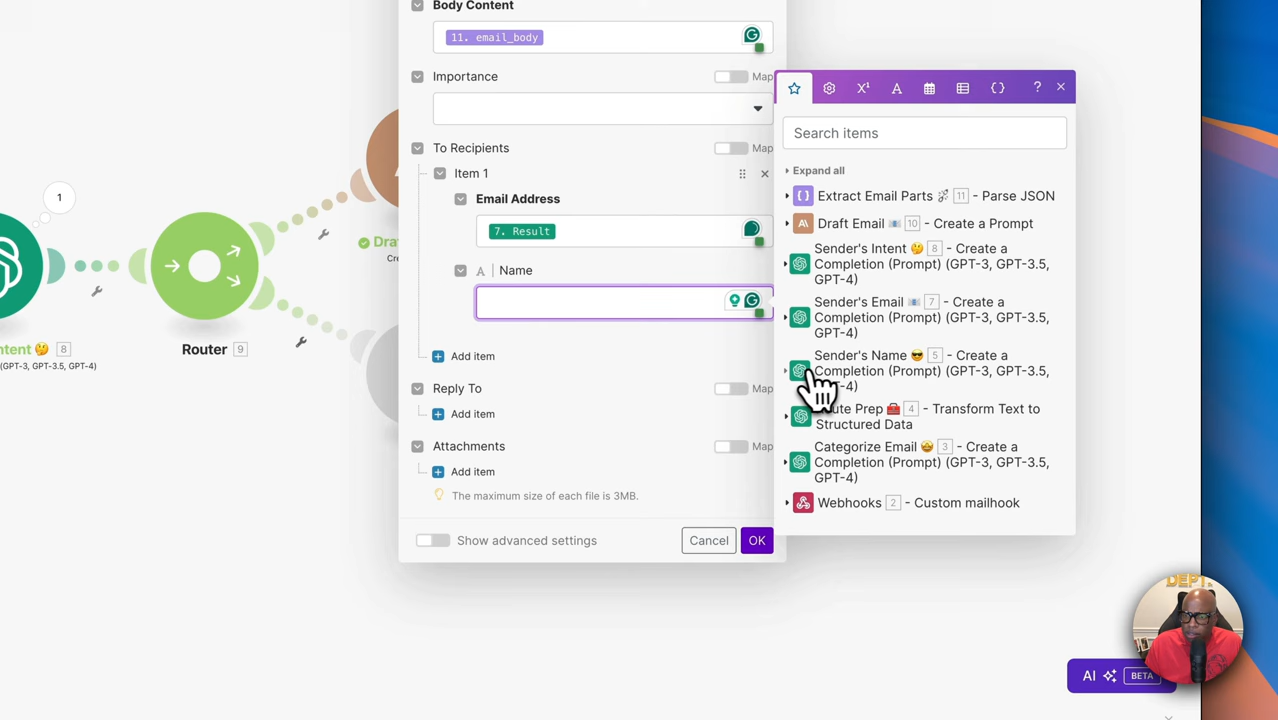 Body Content
11. email_body
Importance
Map
To Recipients
Map
Item 1
Email Address
7. Result
A
Name
Add item
Reply To
Map
Add item
Attachments
Map
Add item
The maximum size of each file is 3MB.
Show advanced settings
Cancel
OK
Search items
Expand all
Extract Email Parts 11 - Parse JSON
Draft Email 10 - Create a Prompt
Sender's Intent 8 - Create a
Completion (Prompt) (GPT-3, GPT-3.5,
GPT-4)
Sender's Email 7 - Create a
Completion (Prompt) (GPT-3, GPT-3.5,
GPT-4)
Sender's Name 5 - Create a
Completion (Prompt) (GPT-3, GPT-3.5,
Prep 4 - Transform Text to
Structured Data
Categorize Email 3 - Create a
Completion (Prompt) (GPT-3, GPT-3.5,
GPT-4)
Webhooks 2 - Custom mailhook
1
ntent 8
(GPT-3, GPT-3.5, GPT-4)
Router 9
Dra
Cre
DEPT
AI BETA